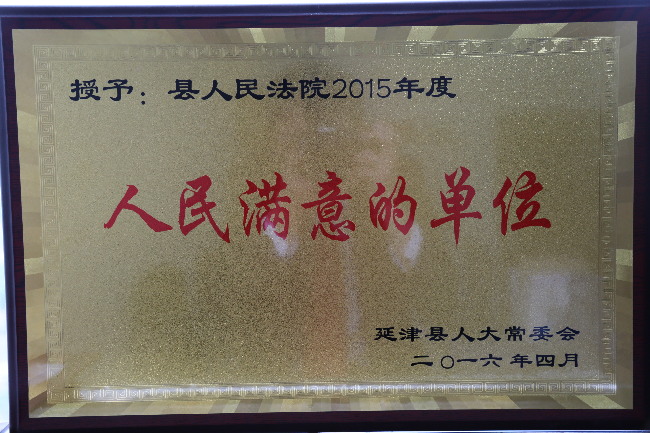 授予：县人民法院2015年度
人民满意的单位
延津县人大常委会
二〇一六年四月